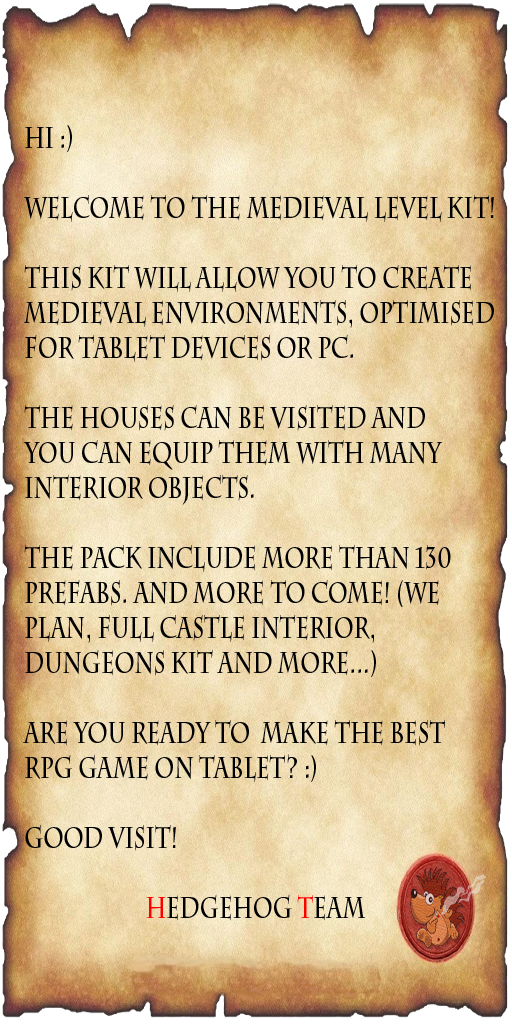 HI :)
WELCOME TO THE MEDIEVAL LEVEL KIT!
THIS KIT WILL ALLOW YOU TO CREATE
MEDIEVAL ENVIRONMENTS, OPTIMISED
FOR TABLET DEVICES OR PC.
THE HOUSES CAN BE VISITED AND
YOU CAN EQUIP THEM WITH MANY
INTERIOR OBJECTS.
THE PACK INCLUDE MORE THAN 130
PREFABS. AND MORE TO COME! (WE
PLAN, FULL CASTLE INTERIOR,
DUNGEONS KIT AND MORE...)
ARE YOU READY TO  MAKE THE BEST
RPG GAME ON TABLET? :)
GOOD VISIT!
HEDGEHOG TEAM